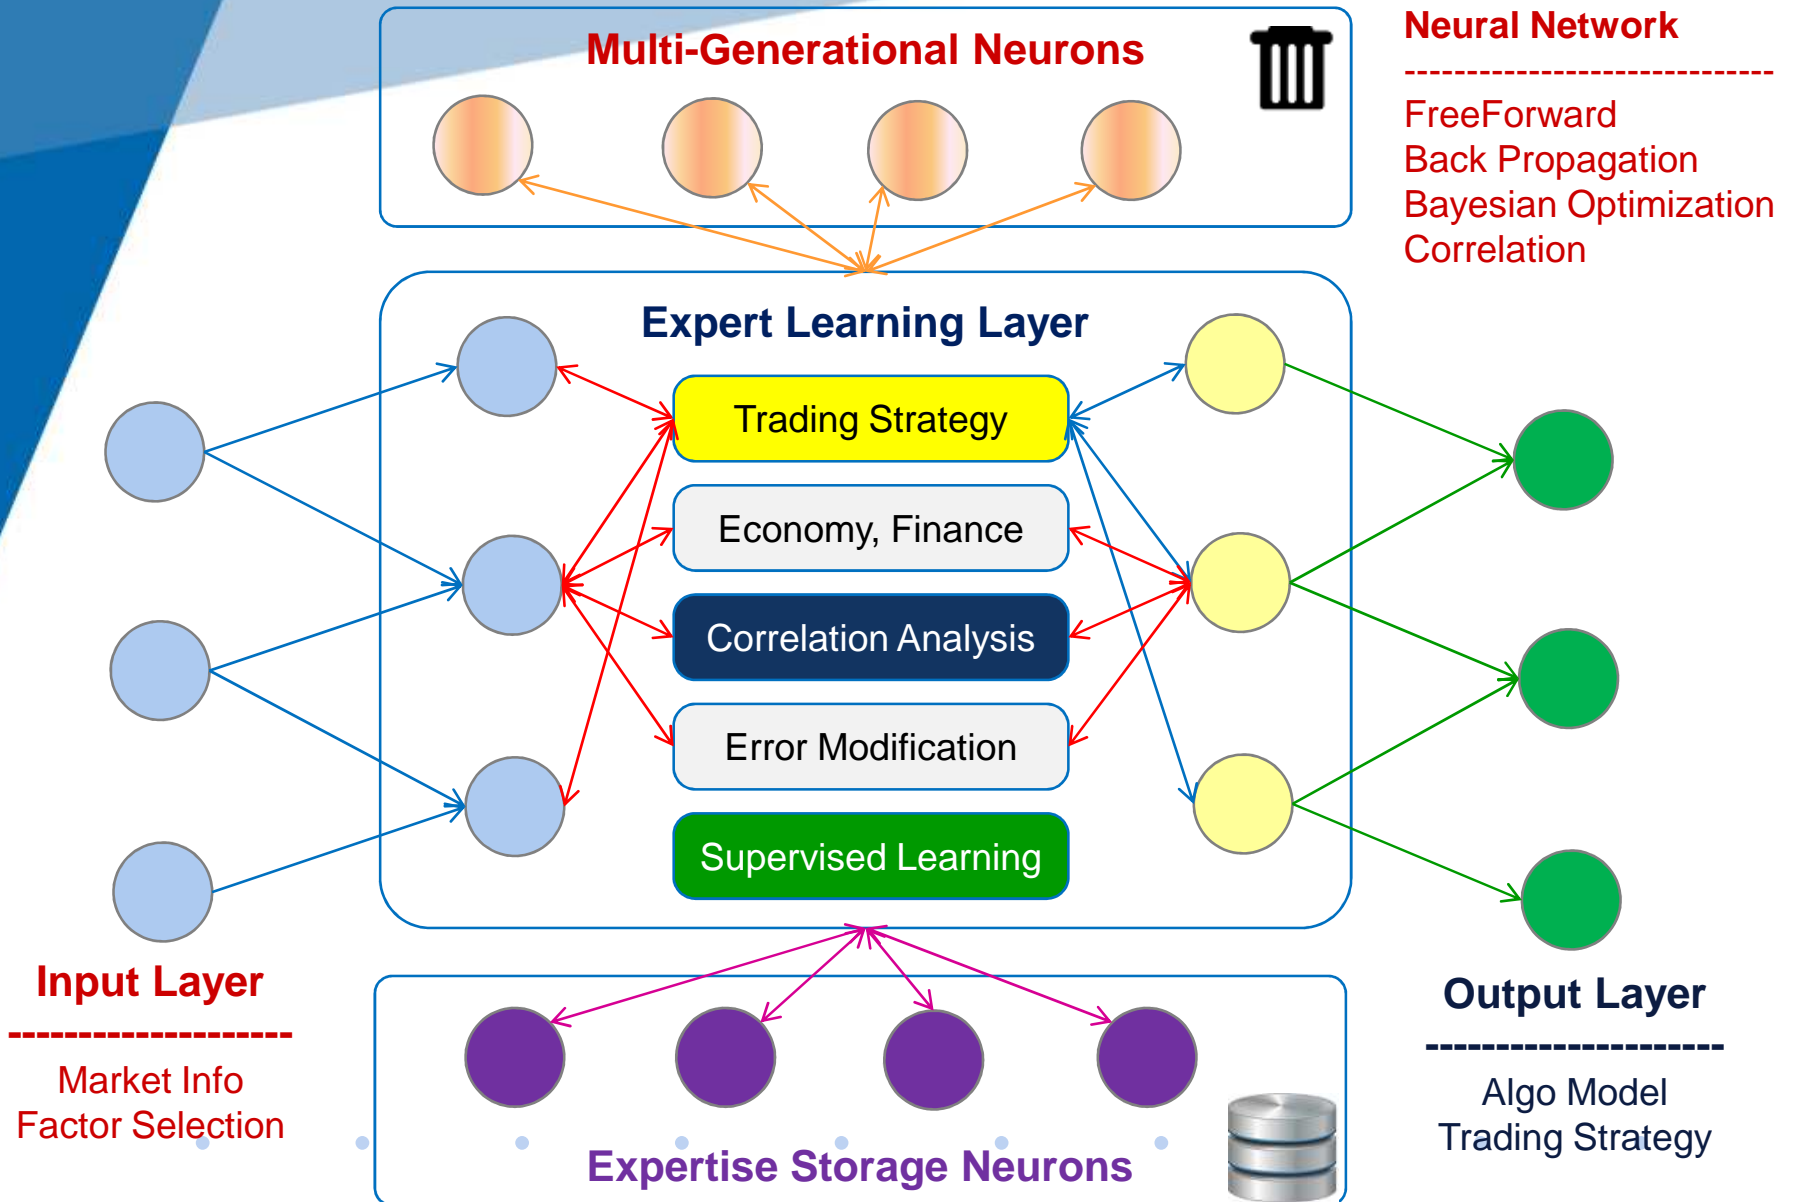 Multi-Generational Neurons
Neural Network
------------------------------
FreeForward
Back Propagation
Bayesian Optimization
Correlation
Expert Learning Layer
Trading Strategy
Economy, Finance
Correlation Analysis
Error Modification
Supervised Learning
Input Layer
--------------------
Market Info
Factor Selection
Output Layer
---------------------
Algo Model
Trading Strategy
Expertise Storage Neurons